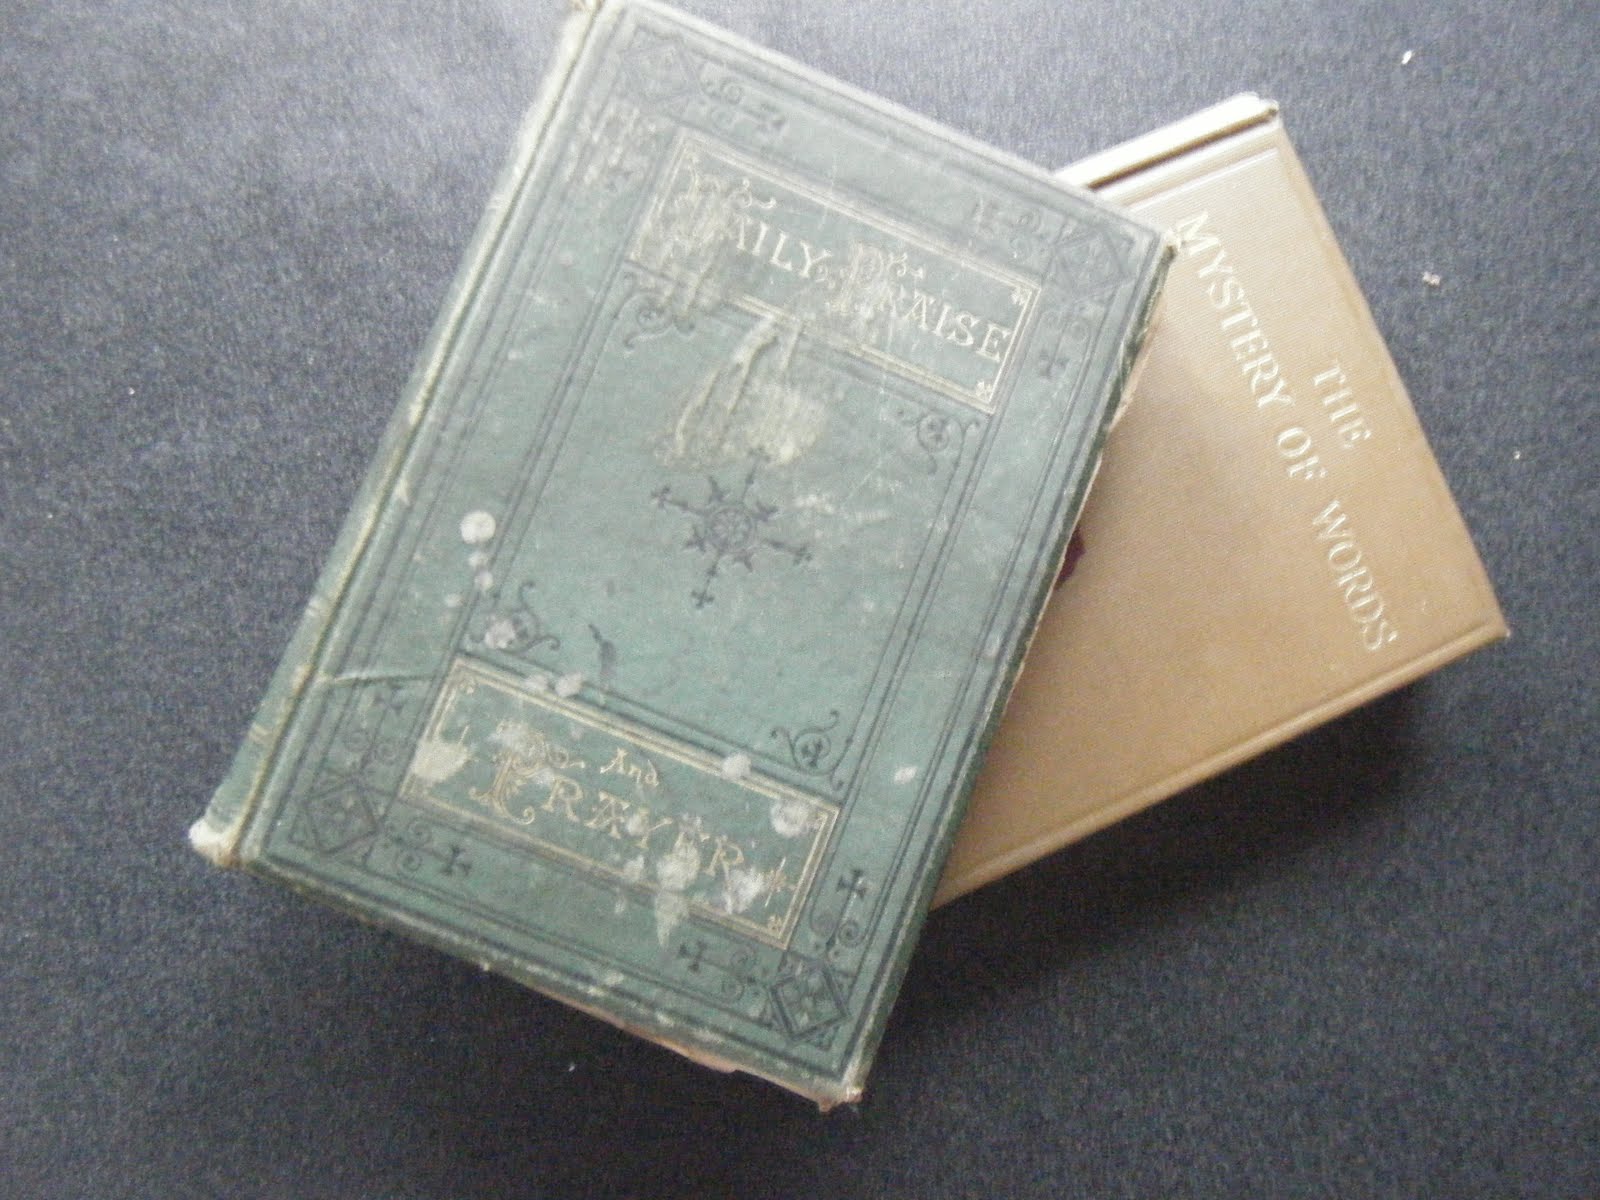 DAILY PRAISE
And
PRAYER
THE
MYSTERY OF WORDS